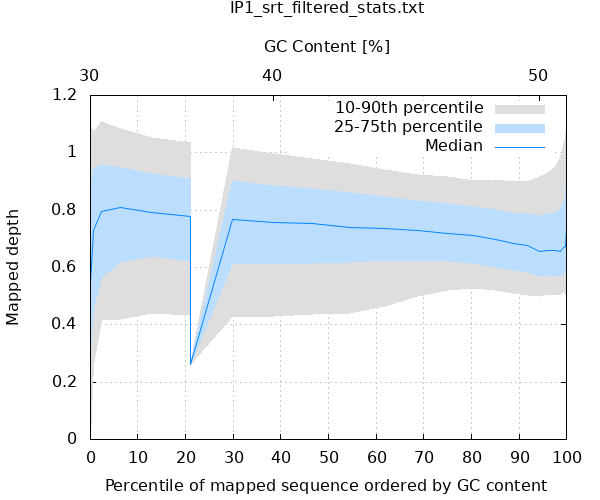 IP1_srt_filtered_stats.txt
GC Content [%]
30 40 50
10-90th percentile
25-75th percentile
Median
Mapped depth
1.2
1
0.8
0.6
0.4
0.2
0
0 10 20 30 40 50 60 70 80 90 100
Percentile of mapped sequence ordered by GC content